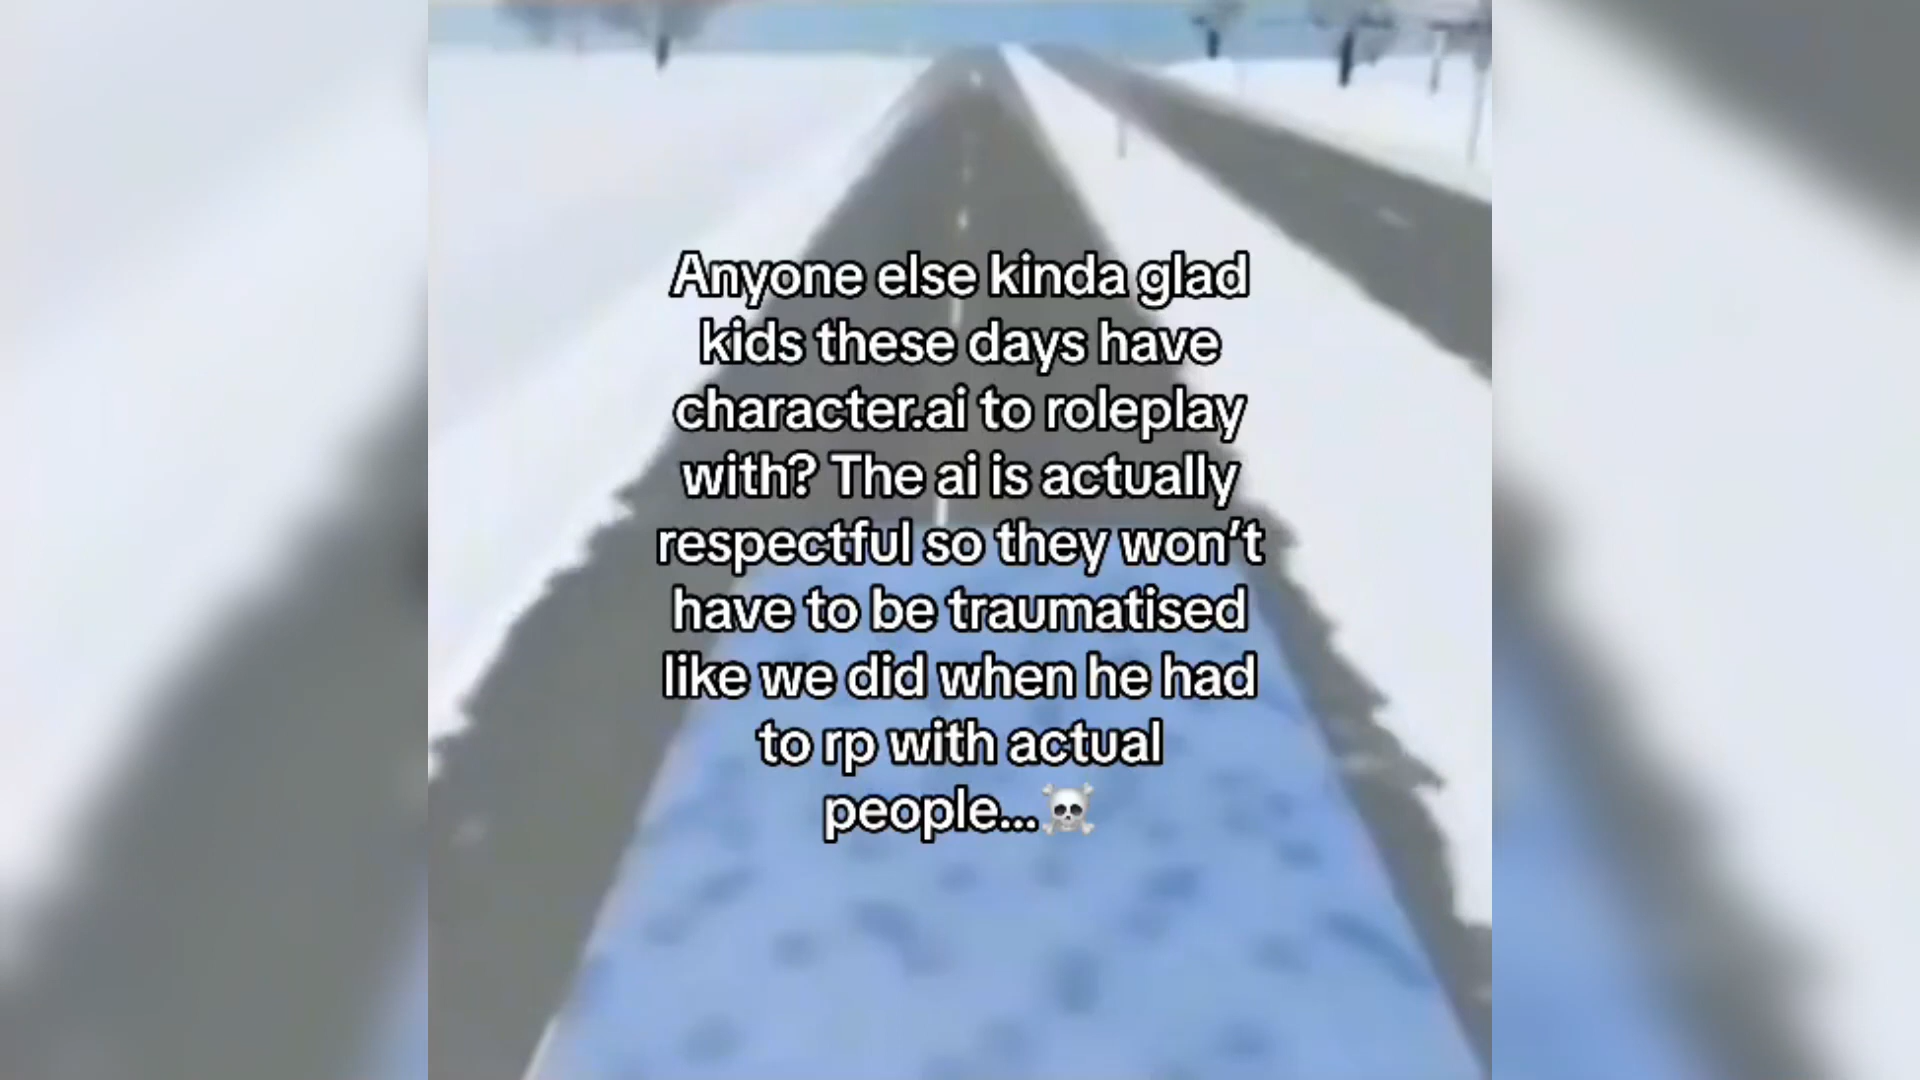 Anyone else kinda glad
kids these days have
character.ai to roleplay
with? The ai is actually
respectful so they won’t
have to be traumatised
like we did when he had
to rp with actual
people...☠️